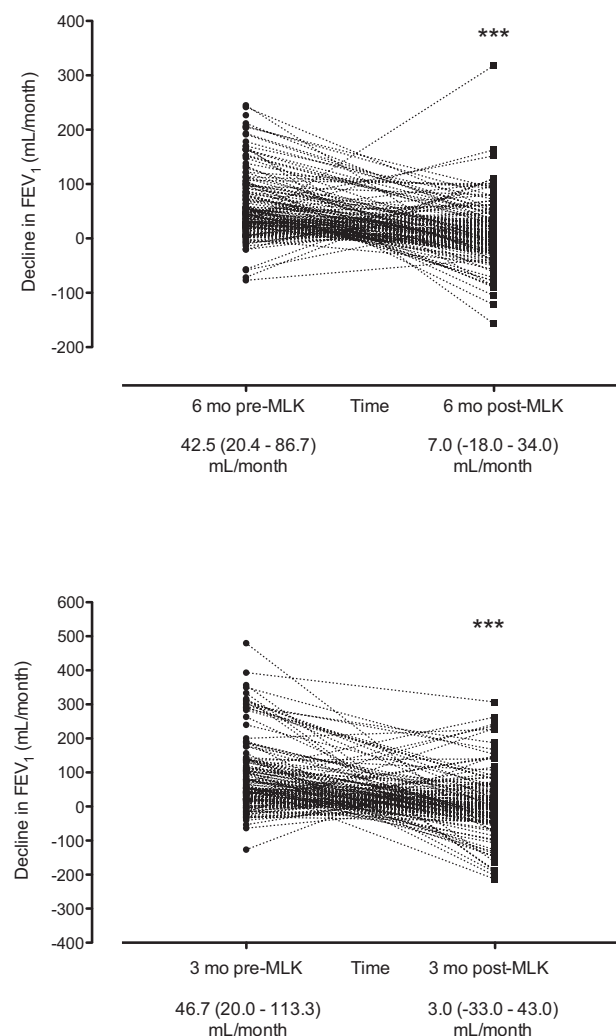 400
***
300
200
100
0
-100
-200
Decline in FEV1 (mL/month)
6 mo pre-MLK Time 6 mo post-MLK
42.5 (20.4 - 86.7) 7.0 (-18.0 - 34.0)
mL/month mL/month
600
500
***
400
300
200
100
0
-100
-200
-300
-400
Decline in FEV1 (mL/month)
3 mo pre-MLK Time 3 mo post-MLK
46.7 (20.0 - 113.3) 3.0 (-33.0 - 43.0)
mL/month mL/month